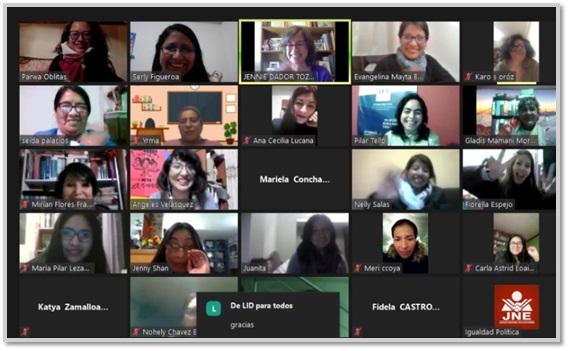 Parwa Oblitas
Serly Figueroa
JENNIE DADOR TOZ...
Evangelina Mayta
Karo s oróz
seida palacios
Yrma
Ana Cecilia Lucana
Pilar Tello
Gladis Mamani Mor...
Mirian Flores Fra...
Angeles Velasquez
Mariela Concha...
Nelly Salas
Fiorella Espejo
Maria Pilar Leza...
Jenny Shan
Juanita
Meri ccoya
Carla Astrid Loai...
Katya Zamalloa...
Nohely Chavez
L
De LID para todos
gracias
Fidela CASTRO...
JNE
Igualdad Política